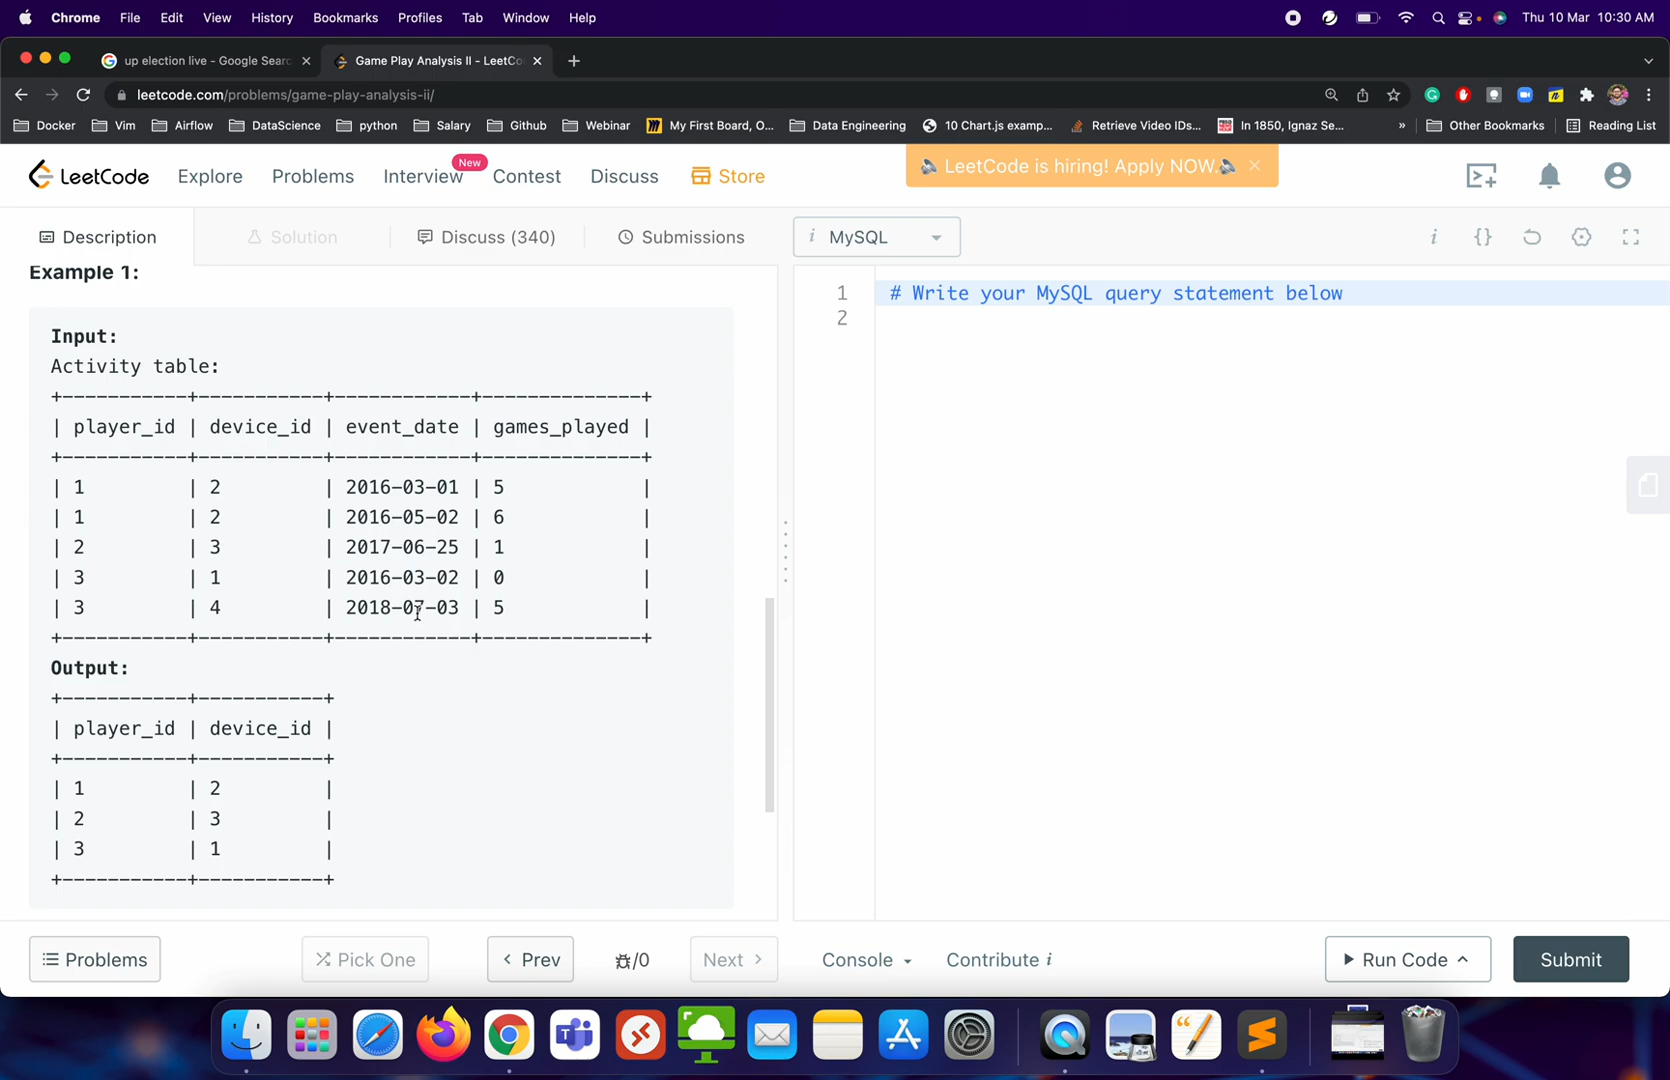 Chrome File Edit View History Bookmarks Profiles Tab Window Help Thu 10 Mar 10:30 AM
up election live - Google Searc Game Play Analysis II - LeetCo
leetcode.com/problems/game-play-analysis-ii/
Docker Vim Airflow DataScience python Salary Github Webinar My First Board, O... Data Engineering 10 Chart.js examp... Retrieve Video IDs... In 1850, Ignaz Se... » Other Bookmarks Reading List
LeetCode Explore Problems Interview New Contest Discuss Store LeetCode is hiring! Apply NOW.
Description Solution Discuss (340) Submissions i MySQL i {}
Example 1:
Input:
Activity table:
+-----------+-----------+------------+--------------+
| player_id | device_id | event_date | games_played |
+-----------+-----------+------------+--------------+
| 1 | 2 | 2016-03-01 | 5 |
| 1 | 2 | 2016-05-02 | 6 |
| 2 | 3 | 2017-06-25 | 1 |
| 3 | 1 | 2016-03-02 | 0 |
| 3 | 4 | 2018-07-03 | 5 |
+-----------+-----------+------------+--------------+
Output:
+-----------+-----------+
| player_id | device_id |
+-----------+-----------+
| 1 | 2 |
| 2 | 3 |
| 3 | 1 |
+-----------+-----------+
1 # Write your MySQL query statement below
2
Problems Pick One Prev /0 Next Console Contribute i Run Code Submit